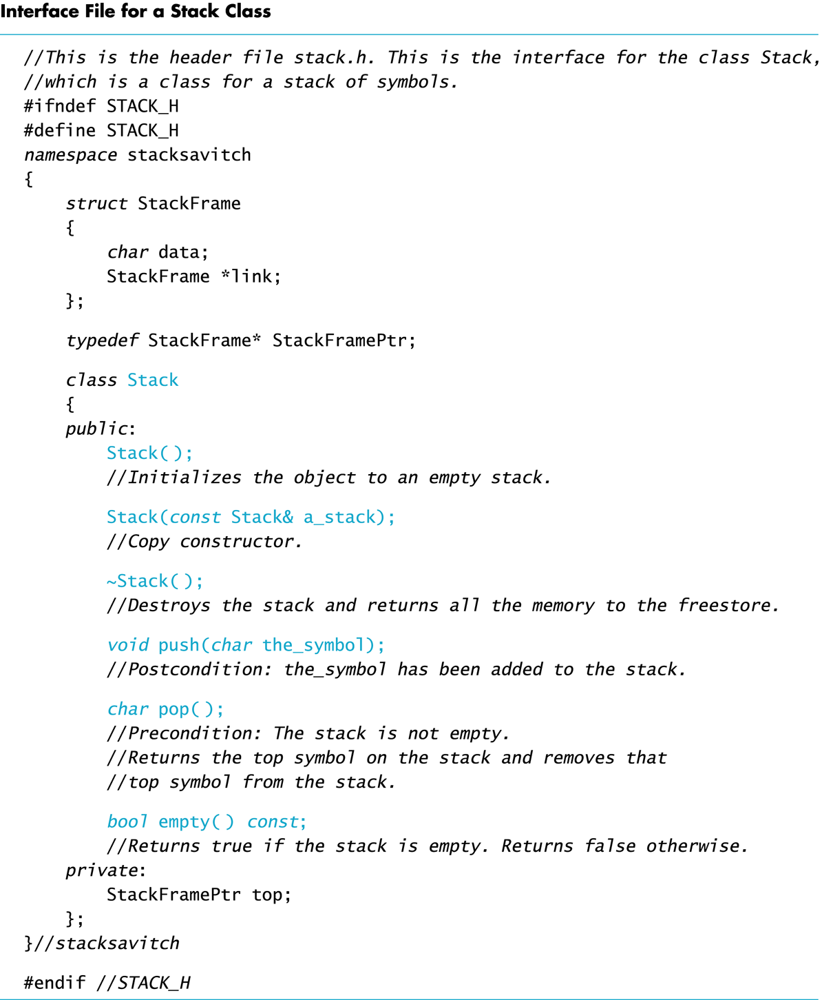 Interface File for a Stack Class
//This is the header file stack.h. This is the interface for the class Stack,
//which is a class for a stack of symbols.
#ifndef STACK_H
#define STACK_H
namespace stacksavitch
{
    struct StackFrame
    {
        char data;
        StackFrame *link;
    };
    typedef StackFrame* StackFramePtr;
    class Stack
    {
    public:
        Stack( );
        //Initializes the object to an empty stack.
        Stack(const Stack& a_stack);
        //Copy constructor.
        ~Stack( );
        //Destroys the stack and returns all the memory to the freestore.
        void push(char the_symbol);
        //Postcondition: the_symbol has been added to the stack.
        char pop( );
        //Precondition: The stack is not empty.
        //Returns the top symbol on the stack and removes that
        //top symbol from the stack.
        bool empty( ) const;
        //Returns true if the stack is empty. Returns false otherwise.
    private:
        StackFramePtr top;
    };
}//stacksavitch
#endif //STACK_H